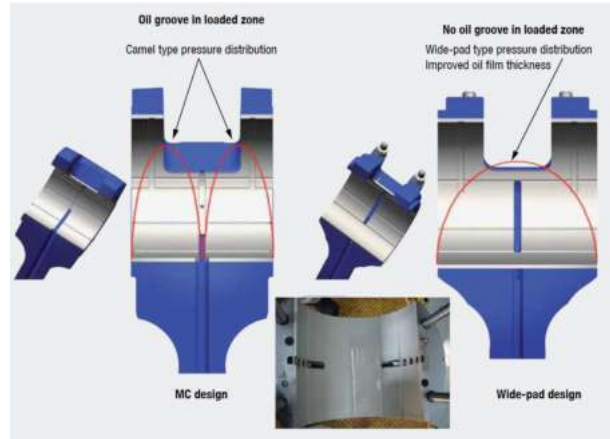 Oil groove in loaded zone
Camel type pressure distribution
No oil groove in loaded zone
Wide-pad type pressure distribution
Improved oil film thickness
MC design
Wide-pad design